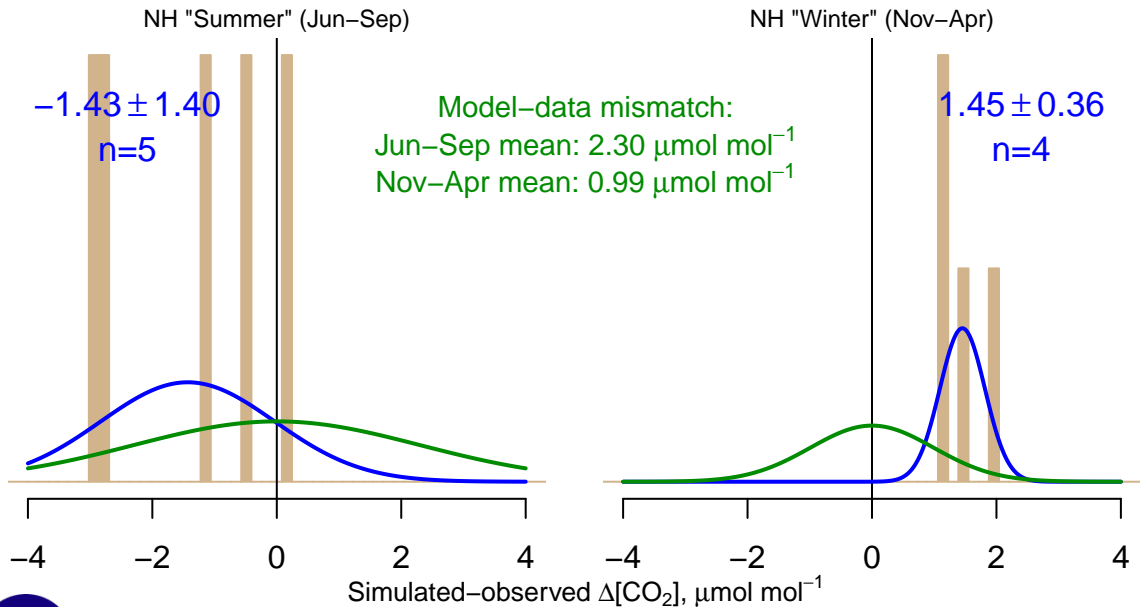 NH "Summer" (Jun−Sep)
−1.43 ± 1.40
n=5
Model−data mismatch:
Jun−Sep mean: 2.30 μmol mol⁻¹
Nov−Apr mean: 0.99 μmol mol⁻¹
NH "Winter" (Nov−Apr)
1.45 ± 0.36
n=4
−4 −2 0 2 4
−4 −2 0 2 4
Simulated−observed Δ[CO₂], μmol mol⁻¹